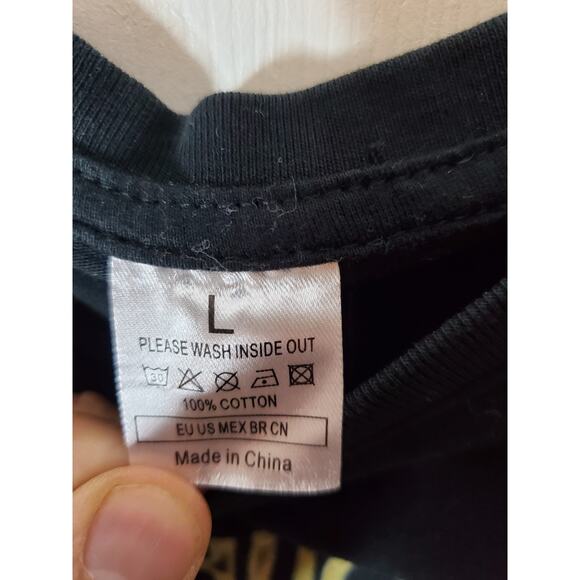 L
PLEASE WASH INSIDE OUT
30
100% COTTON
EU US MEX BR CN
Made in China